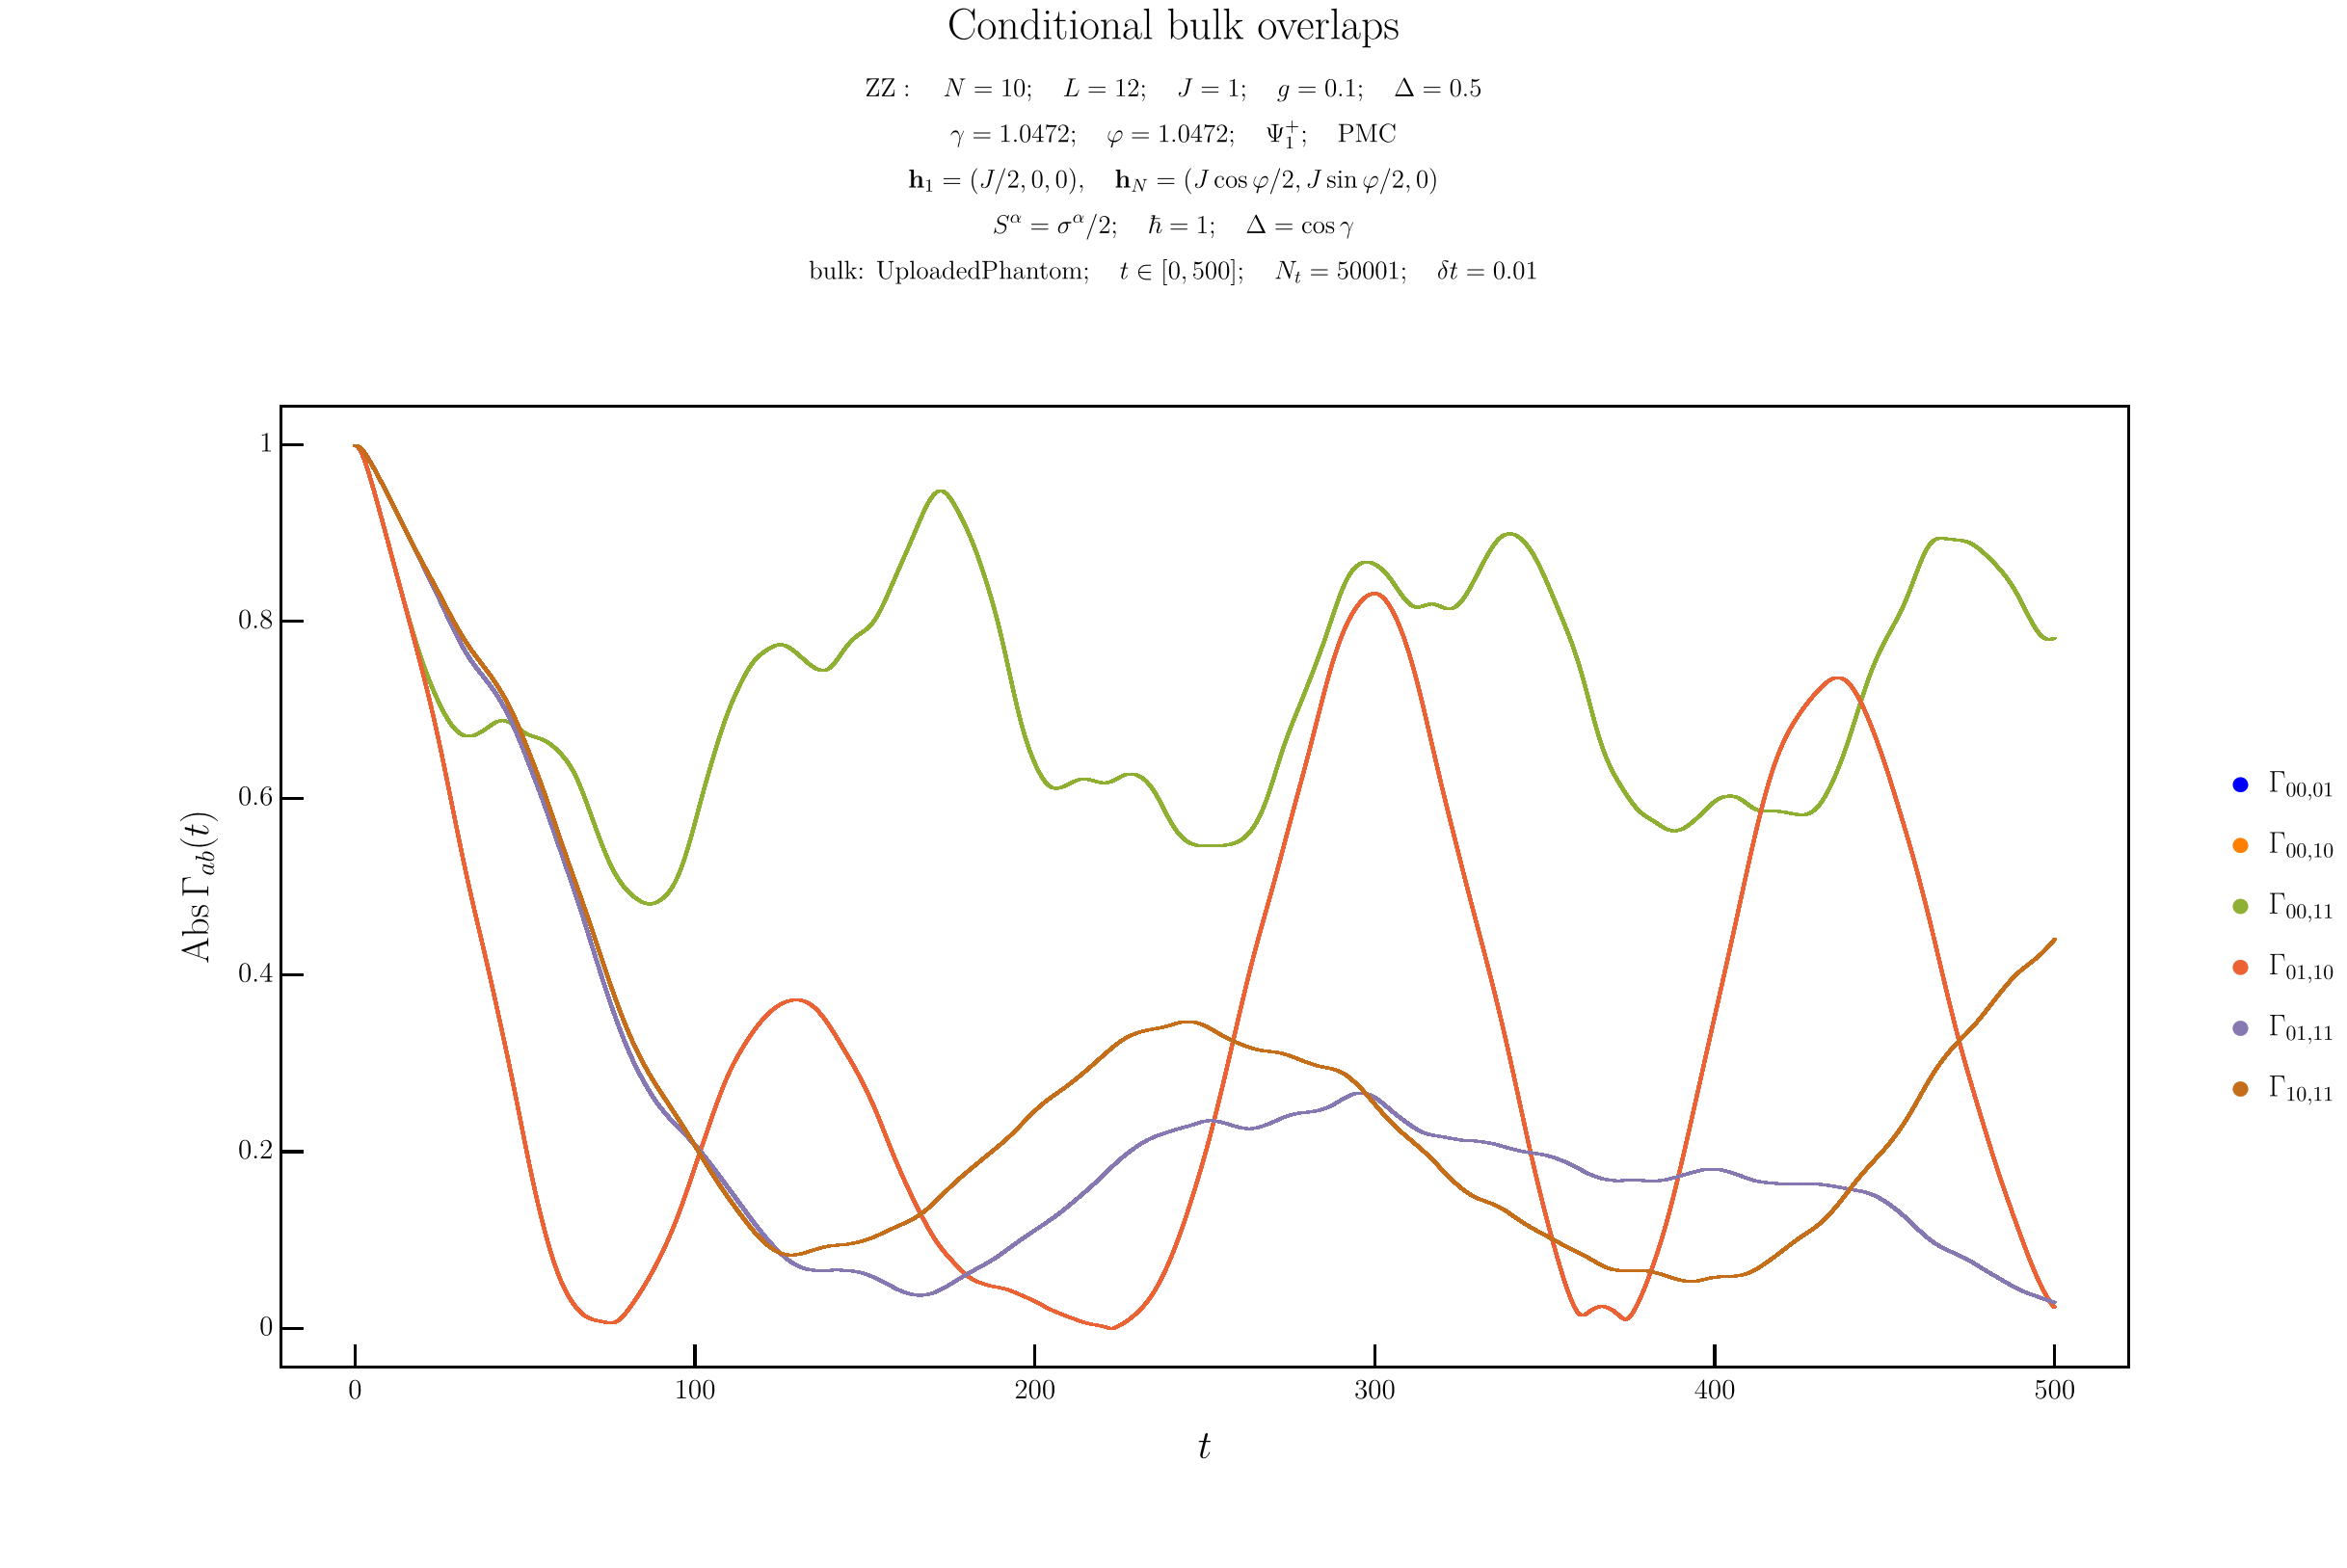 Conditional bulk overlaps
ZZ : N = 10; L = 12; J = 1; g = 0.1; Δ = 0.5
γ = 1.0472; φ = 1.0472; Ψ₁⁺; PMC
𝐡₁ = (J/2, 0, 0), 𝐡_N = (J cos φ/2, J sin φ/2, 0)
S^α = σ^α/2; ℏ = 1; Δ = cos γ
bulk: UploadedPhantom; t ∈ [0, 500]; N_t = 50001; δt = 0.01
Abs Γ_ab(t)
1
0.8
0.6
0.4
0.2
0
0 100 200 300 400 500
t
Γ_00,01
Γ_00,10
Γ_00,11
Γ_01,10
Γ_01,11
Γ_10,11